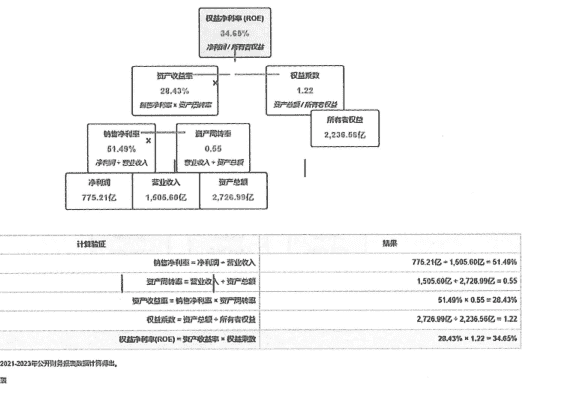 权益净利率(ROE)
34.65%
净利润/所有者权益
资产收益率
28.43%
销售净利率×资产周转率
×
权益乘数
1.22
资产总额/所有者权益
所有者权益
2,236.56亿
销售净利率
51.49%
净利润÷营业收入
×
资产周转率
0.55
营业收入÷资产总额
净利润
775.21亿
营业收入
1,505.60亿
资产总额
2,726.99亿
计算验证
结果
销售净利率=净利润÷营业收入
775.21亿÷1,505.60亿=51.49%
资产周转率=营业收入÷资产总额
1,505.60亿÷2,726.99亿=0.55
资产收益率=销售净利率×资产周转率
51.49%×0.55=28.43%
权益乘数=资产总额÷所有者权益
2,726.99亿÷2,236.56亿=1.22
权益净利率(ROE)=资产收益率×权益乘数
28.43%×1.22=34.65%
2021-2023年公开财务报表数据计算得出。